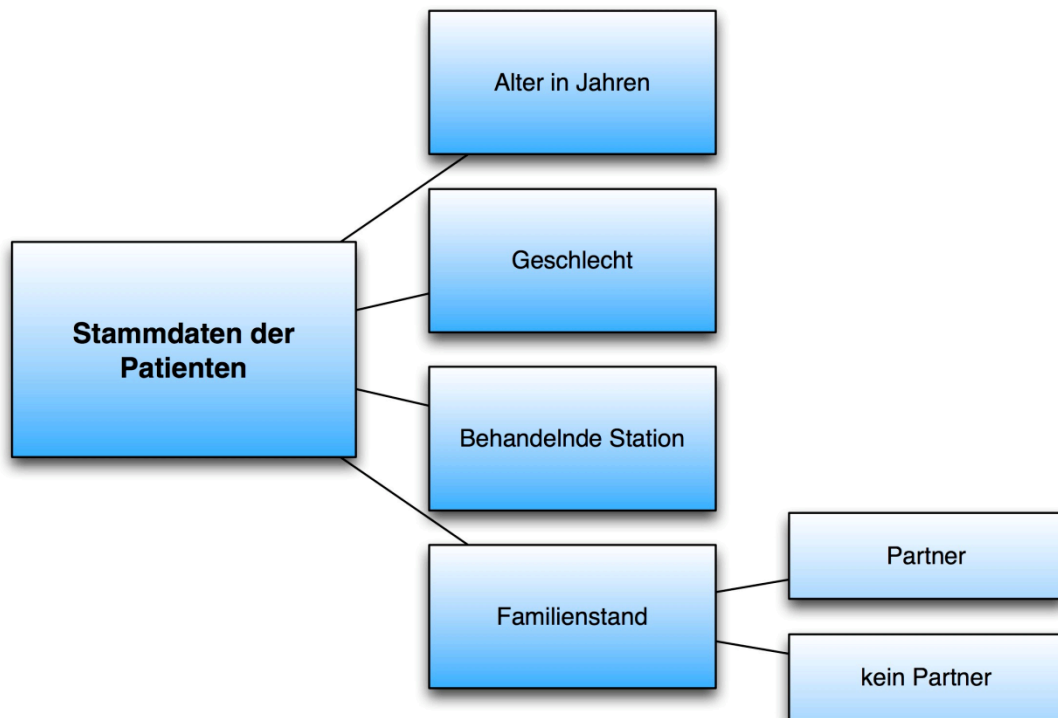 Alter in Jahren
Geschlecht
Stammdaten der
Patienten
Behandelnde Station
Familienstand
Partner
kein Partner